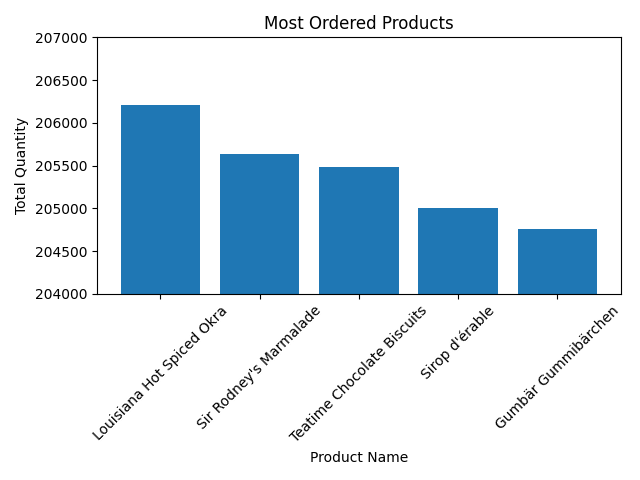 Most Ordered Products
207000
206500
206000
205500
205000
204500
204000
Total Quantity
Louisiana Hot Spiced Okra
Sir Rodney's Marmalade
Teatime Chocolate Biscuits
Sirop d'érable
Gumbär Gummibärchen
Product Name